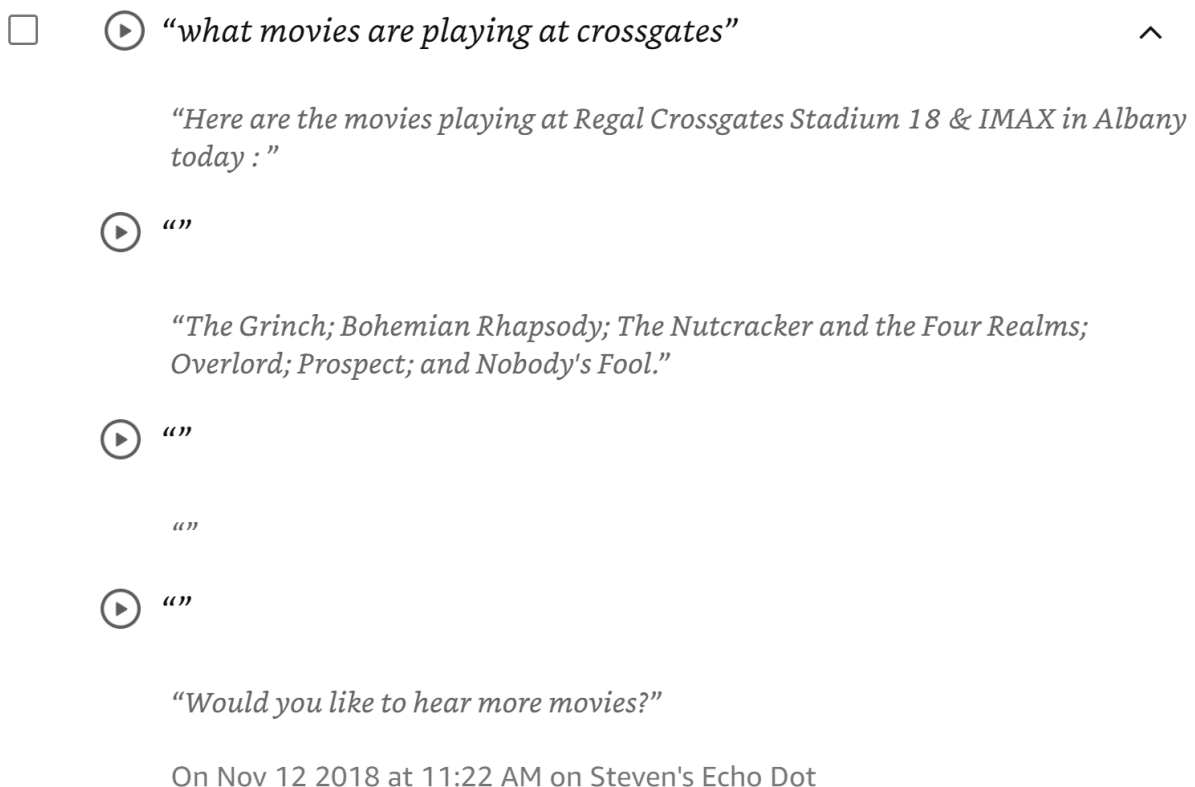 “what movies are playing at crossgates”
“Here are the movies playing at Regal Crossgates Stadium 18 & IMAX in Albany
today : ”
“”
“The Grinch; Bohemian Rhapsody; The Nutcracker and the Four Realms;
Overlord; Prospect; and Nobody's Fool.”
“”
“”
“”
“Would you like to hear more movies?”
On Nov 12 2018 at 11:22 AM on Steven's Echo Dot